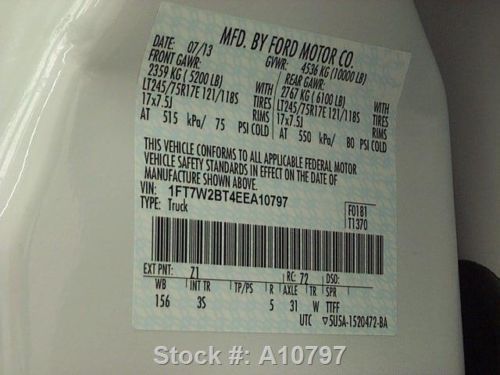 MFD. BY FORD MOTOR CO.
DATE: 07/13 GVWR: 4536 KG (10000 LB)
FRONT GAWR: REAR GAWR:
2359 KG (5200 LB) 2767 KG (6100 LB)
LT245/75R17E 121/118S WITH TIRES LT245/75R17E 121/118S WITH TIRES
17x7.5J RIMS 17x7.5J RIMS
AT 515 kPa/ 75 PSI COLD AT 550 kPa/ 80 PSI COLD
THIS VEHICLE CONFORMS TO ALL APPLICABLE FEDERAL MOTOR
VEHICLE SAFETY STANDARDS IN EFFECT ON THE DATE OF
MANUFACTURE SHOWN ABOVE.
VIN: 1FT7W2BT4EEA10797
TYPE: Truck
F0181
T1370
EXT PNT: Z1 RC: 72 DSO:
WB INT TR TP/PS R AXLE TR SPR
156 3S 5 31 W TTFF
UTC ▽5U5A-1520472-BA
Stock #: A10797